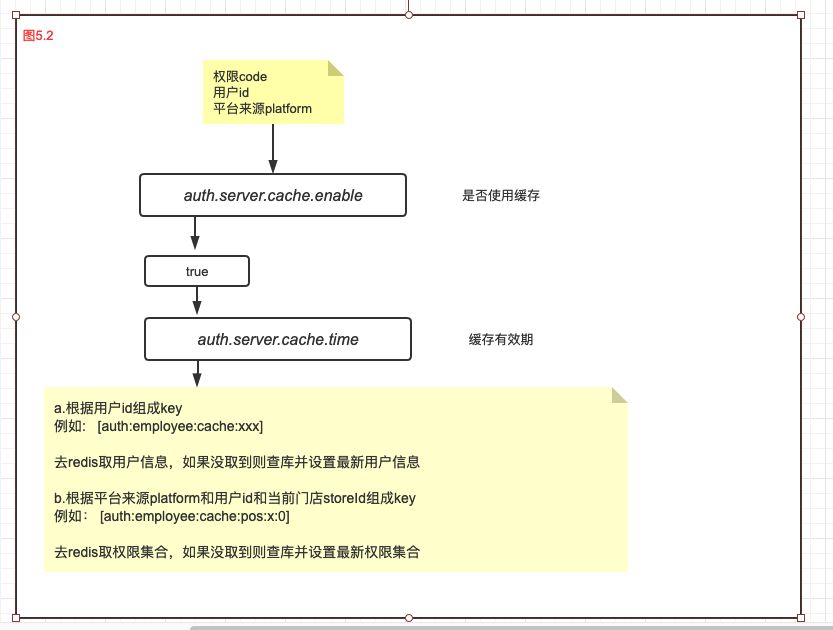 图5.2
权限code
用户id
平台来源platform
auth.server.cache.enable
是否使用缓存
true
auth.server.cache.time
缓存有效期
a.根据用户id组成key
例如: [auth:employee:cache:xxx]
去redis取用户信息，如果没取到则查库并设置最新用户信息
b.根据平台来源platform和用户id和当前门店storeId组成key
例如： [auth:employee:cache:pos:x:0]
去redis取权限集合，如果没取到则查库并设置最新权限集合